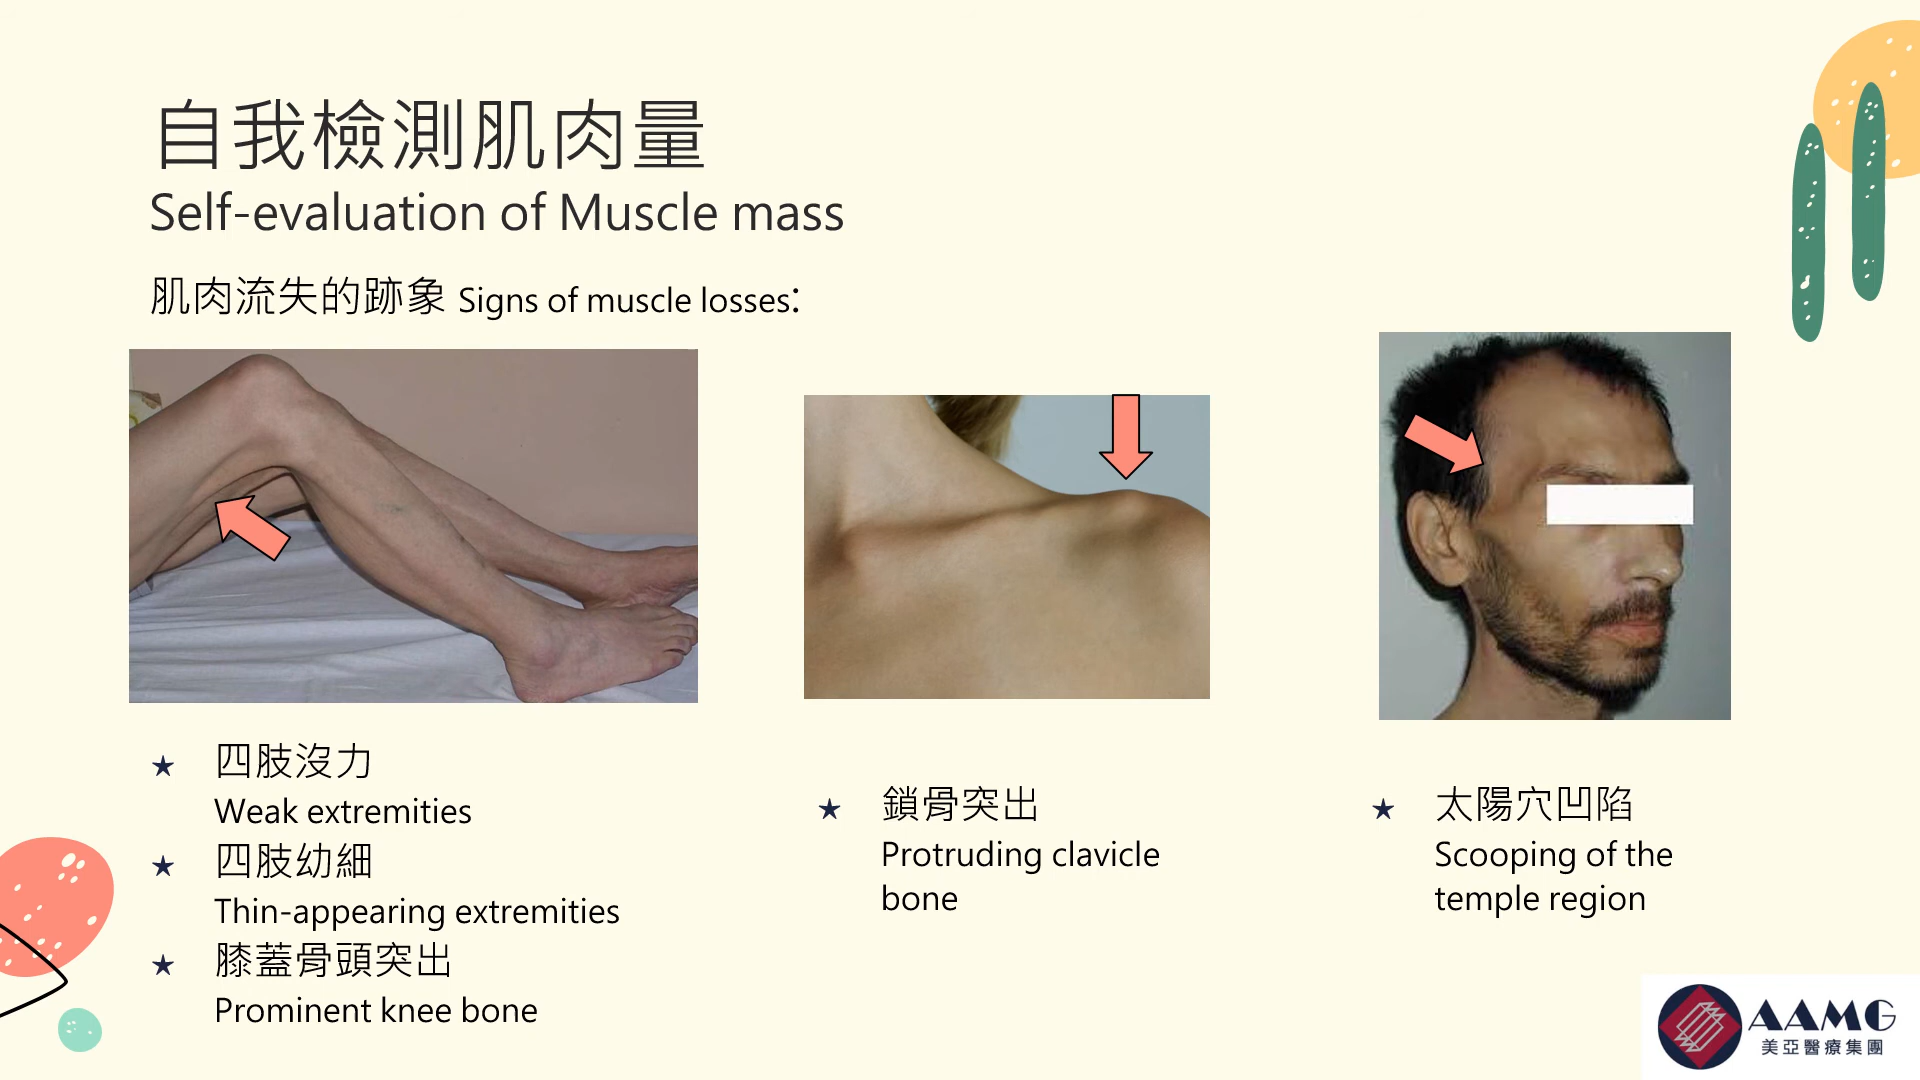 自我檢測肌肉量
Self-evaluation of Muscle mass
肌肉流失的跡象 Signs of muscle losses:
★ 四肢沒力
Weak extremities
★ 四肢幼細
Thin-appearing extremities
★ 膝蓋骨頭突出
Prominent knee bone
★ 鎖骨突出
Protruding clavicle
bone
★ 太陽穴凹陷
Scooping of the
temple region
AAMG
美亞醫療集團